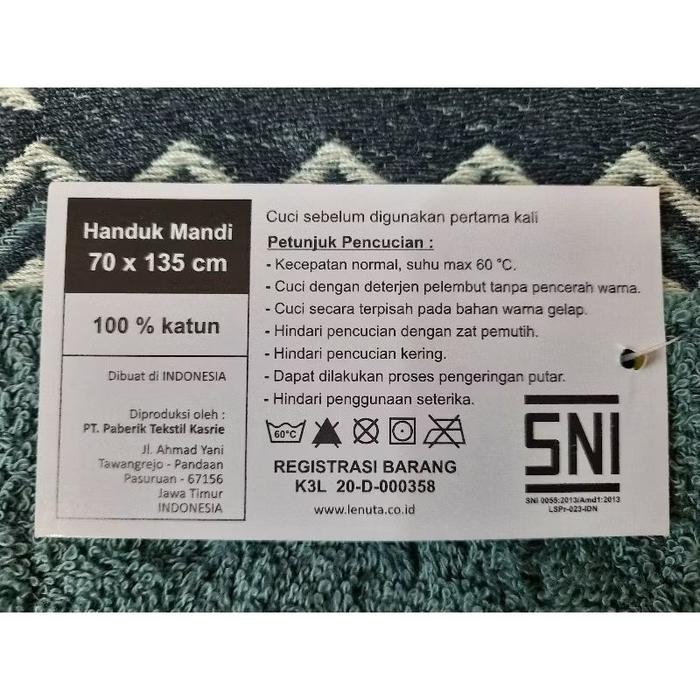 Handuk Mandi
70 x 135 cm
100 % katun
Dibuat di INDONESIA
Diproduksi oleh :
PT. Paberik Tekstil Kasrie
Jl. Ahmad Yani
Tawangrejo - Pandaan
Pasuruan - 67156
Jawa Timur
INDONESIA
Cuci sebelum digunakan pertama kali
Petunjuk Pencucian :
- Kecepatan normal, suhu max 60 °C.
- Cuci dengan deterjen pelembut tanpa pencerah warna.
- Cuci secara terpisah pada bahan warna gelap.
- Hindari pencucian dengan zat pemutih.
- Hindari pencucian kering.
- Dapat dilakukan proses pengeringan putar.
- Hindari penggunaan seterika.
60°C
REGISTRASI BARANG
K3L 20-D-000358
www.lenuta.co.id
SNI
SNI 0055:2013/Amd1:2013
LSPr-023-IDN